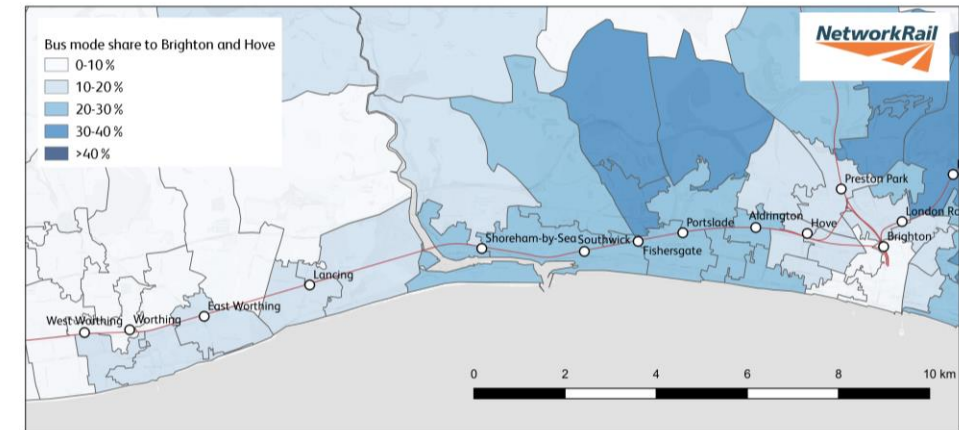 Bus mode share to Brighton and Hove
0-10 %
10-20 %
20-30 %
30-40 %
>40 %
NetworkRail
Preston Park
London Ro
Brighton
Hove
Aldrington
Portslade
Fishersgate
Southwick
Shoreham-by-Sea
Lancing
East Worthing
Worthing
West Worthing
0 2 4 6 8 10 km